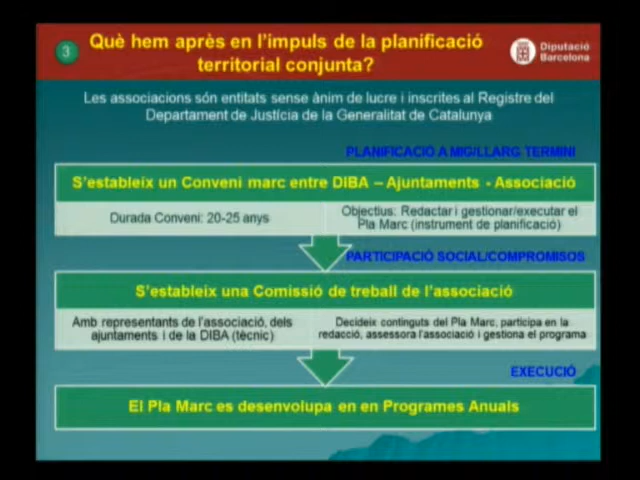 3
Què hem après en l'impuls de la planificació
territorial conjunta?
Diputació
Barcelona
Les associacions són entitats sense ànim de lucre i inscrites al Registre del
Departament de Justícia de la Generalitat de Catalunya
PLANIFICACIÓ A MIG/LLARG TERMINI
S'estableix un Conveni marc entre DIBA – Ajuntaments - Associació
Durada Conveni: 20-25 anys
Objectius: Redactar i gestionar/executar el
Pla Marc (instrument de planificació)
PARTICIPACIÓ SOCIAL/COMPROMISOS
S'estableix una Comissió de treball de l'associació
Amb representants de l'associació, dels
ajuntaments i de la DIBA (tècnic)
Decideix continguts del Pla Marc, participa en la
redacció, assessora l'associació i gestiona el programa
EXECUCIÓ
El Pla Marc es desenvolupa en en Programes Anuals